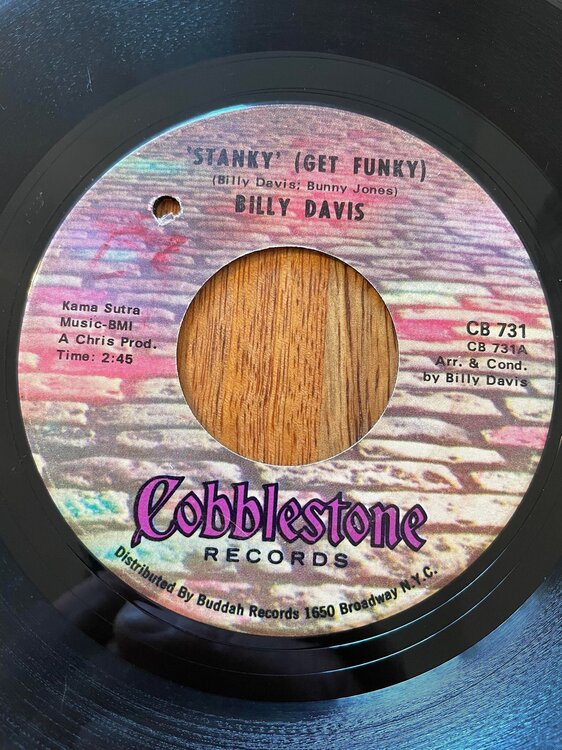 'STANKY' (GET FUNKY)
(Billy Davis; Bunny Jones)
BILLY DAVIS
Kama Sutra
Music-BMI
A Chris Prod.
Time: 2:45
CB 731
CB 731A
Arr. & Cond.
by Billy Davis
Cobblestone
RECORDS
Distributed By Buddah Records 1650 Broadway N.Y.C.